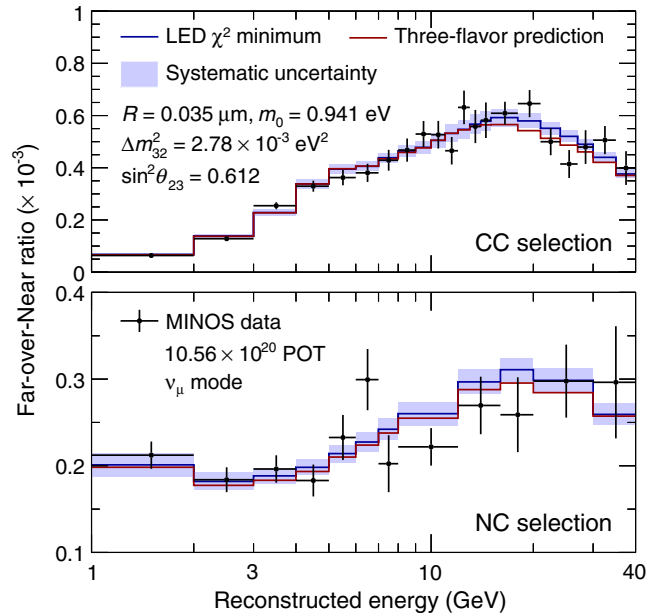 Far-over-Near ratio (× 10⁻³)
1
0.8
0.6
0.4
0.2
0
LED χ² minimum
Three-flavor prediction
Systematic uncertainty
R = 0.035 μm, m₀ = 0.941 eV
Δm²₃₂ = 2.78 × 10⁻³ eV²
sin²θ₂₃ = 0.612
CC selection
0.4
0.3
0.2
0.1
MINOS data
10.56 × 10²⁰ POT
νμ mode
NC selection
1 3 10 40
Reconstructed energy (GeV)